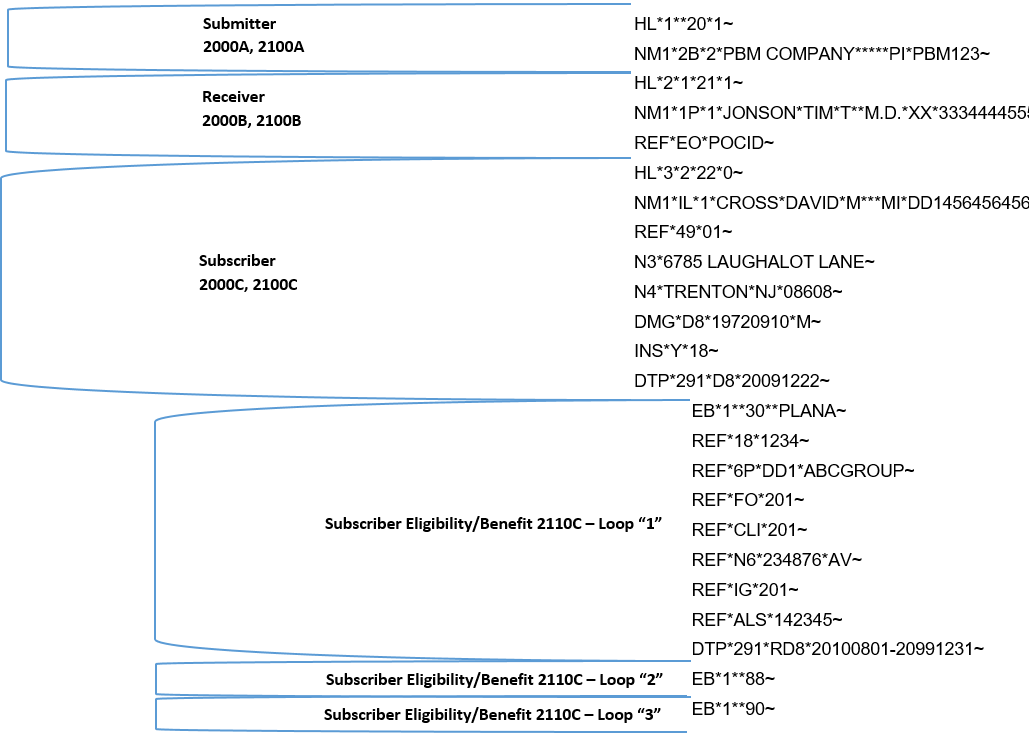 Submitter
2000A, 2100A
HL*1**20*1~
NM1*2B*2*PBM COMPANY*****PI*PBM123~
Receiver
2000B, 2100B
HL*2*1*21*1~
NM1*1P*1*JONSON*TIM*T**M.D.*XX*333444455
REF*EO*POCID~
Subscriber
2000C, 2100C
HL*3*2*22*0~
NM1*IL*1*CROSS*DAVID*M***MI*DD1456456456
REF*49*01~
N3*6785 LAUGHALOT LANE~
N4*TRENTON*NJ*08608~
DMG*D8*19720910*M~
INS*Y*18~
DTP*291*D8*20091222~
Subscriber Eligibility/Benefit 2110C – Loop “1”
EB*1**30**PLANA~
REF*18*1234~
REF*6P*DD1*ABCGROUP~
REF*FO*201~
REF*CLI*201~
REF*N6*234876*AV~
REF*IG*201~
REF*ALS*142345~
DTP*291*RD8*20100801-20991231~
Subscriber Eligibility/Benefit 2110C – Loop “2”
EB*1**88~
Subscriber Eligibility/Benefit 2110C – Loop “3”
EB*1**90~